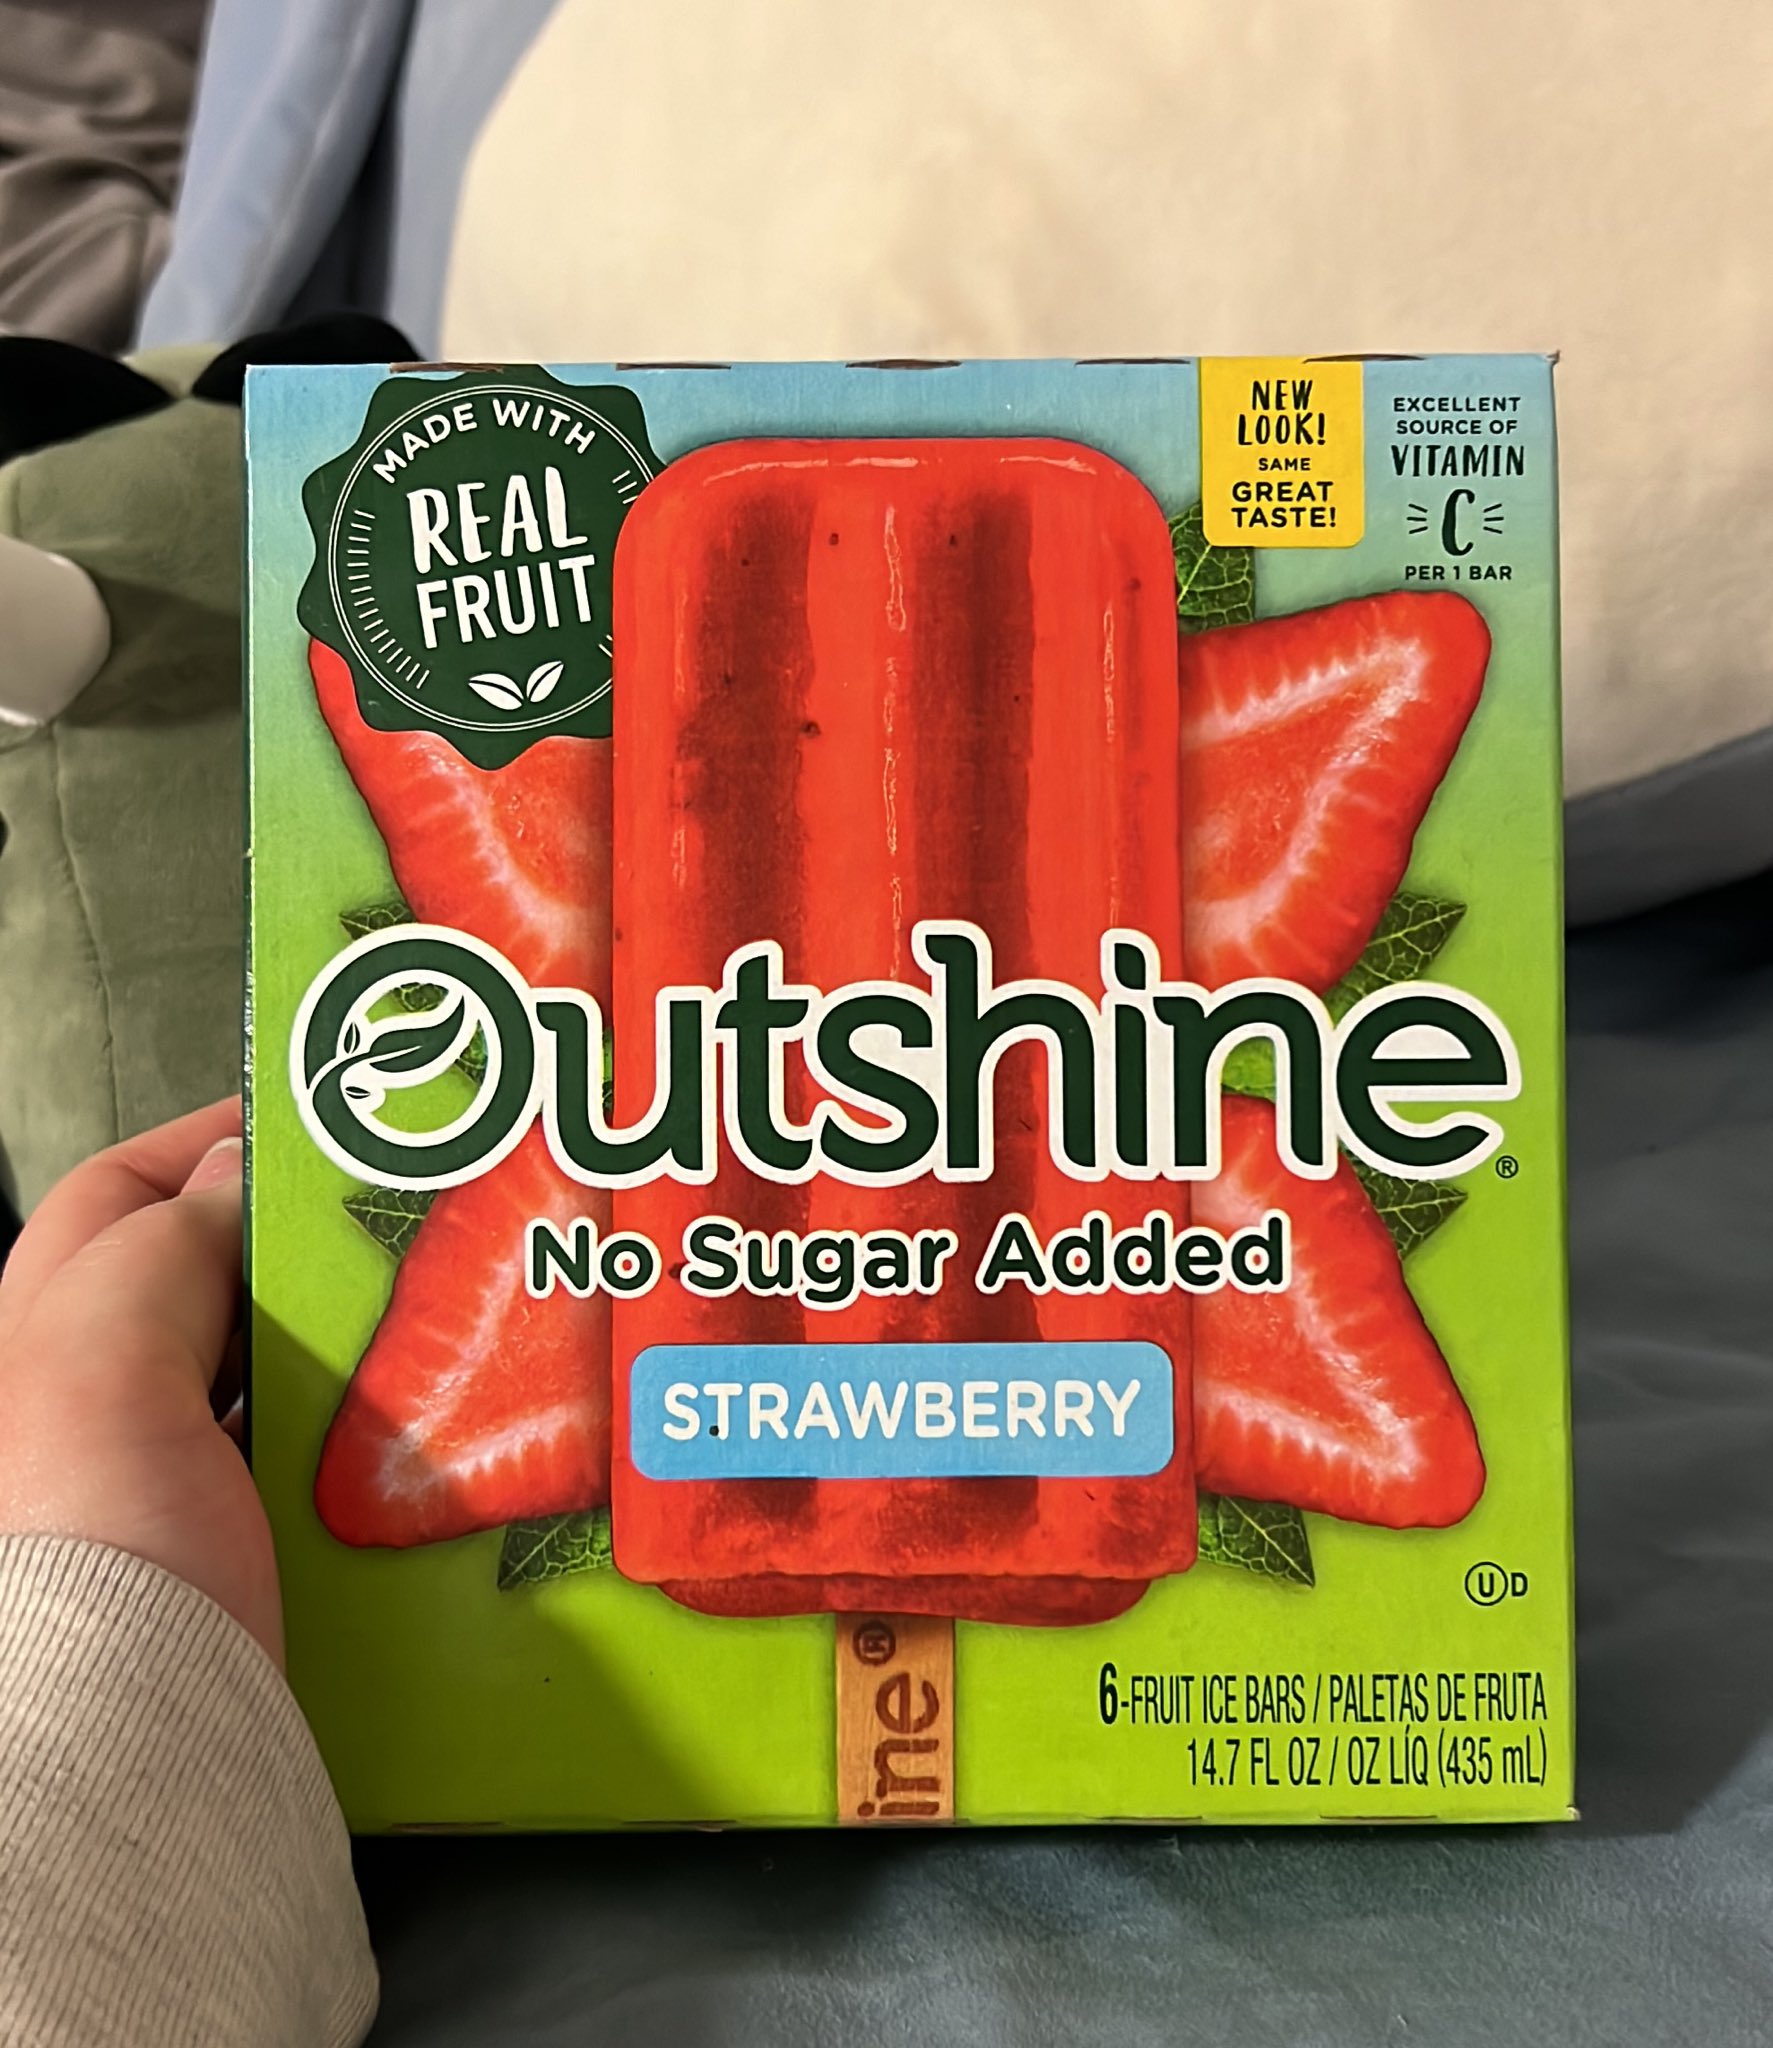 MADE WITH
REAL
FRUIT
NEW
LOOK!
SAME
GREAT
TASTE!
EXCELLENT
SOURCE OF
VITAMIN
C
PER 1 BAR
Outshine®
No Sugar Added
STRAWBERRY
ine®
U D
6-FRUIT ICE BARS / PALETAS DE FRUTA
14.7 FL OZ / OZ LÍQ (435 mL)